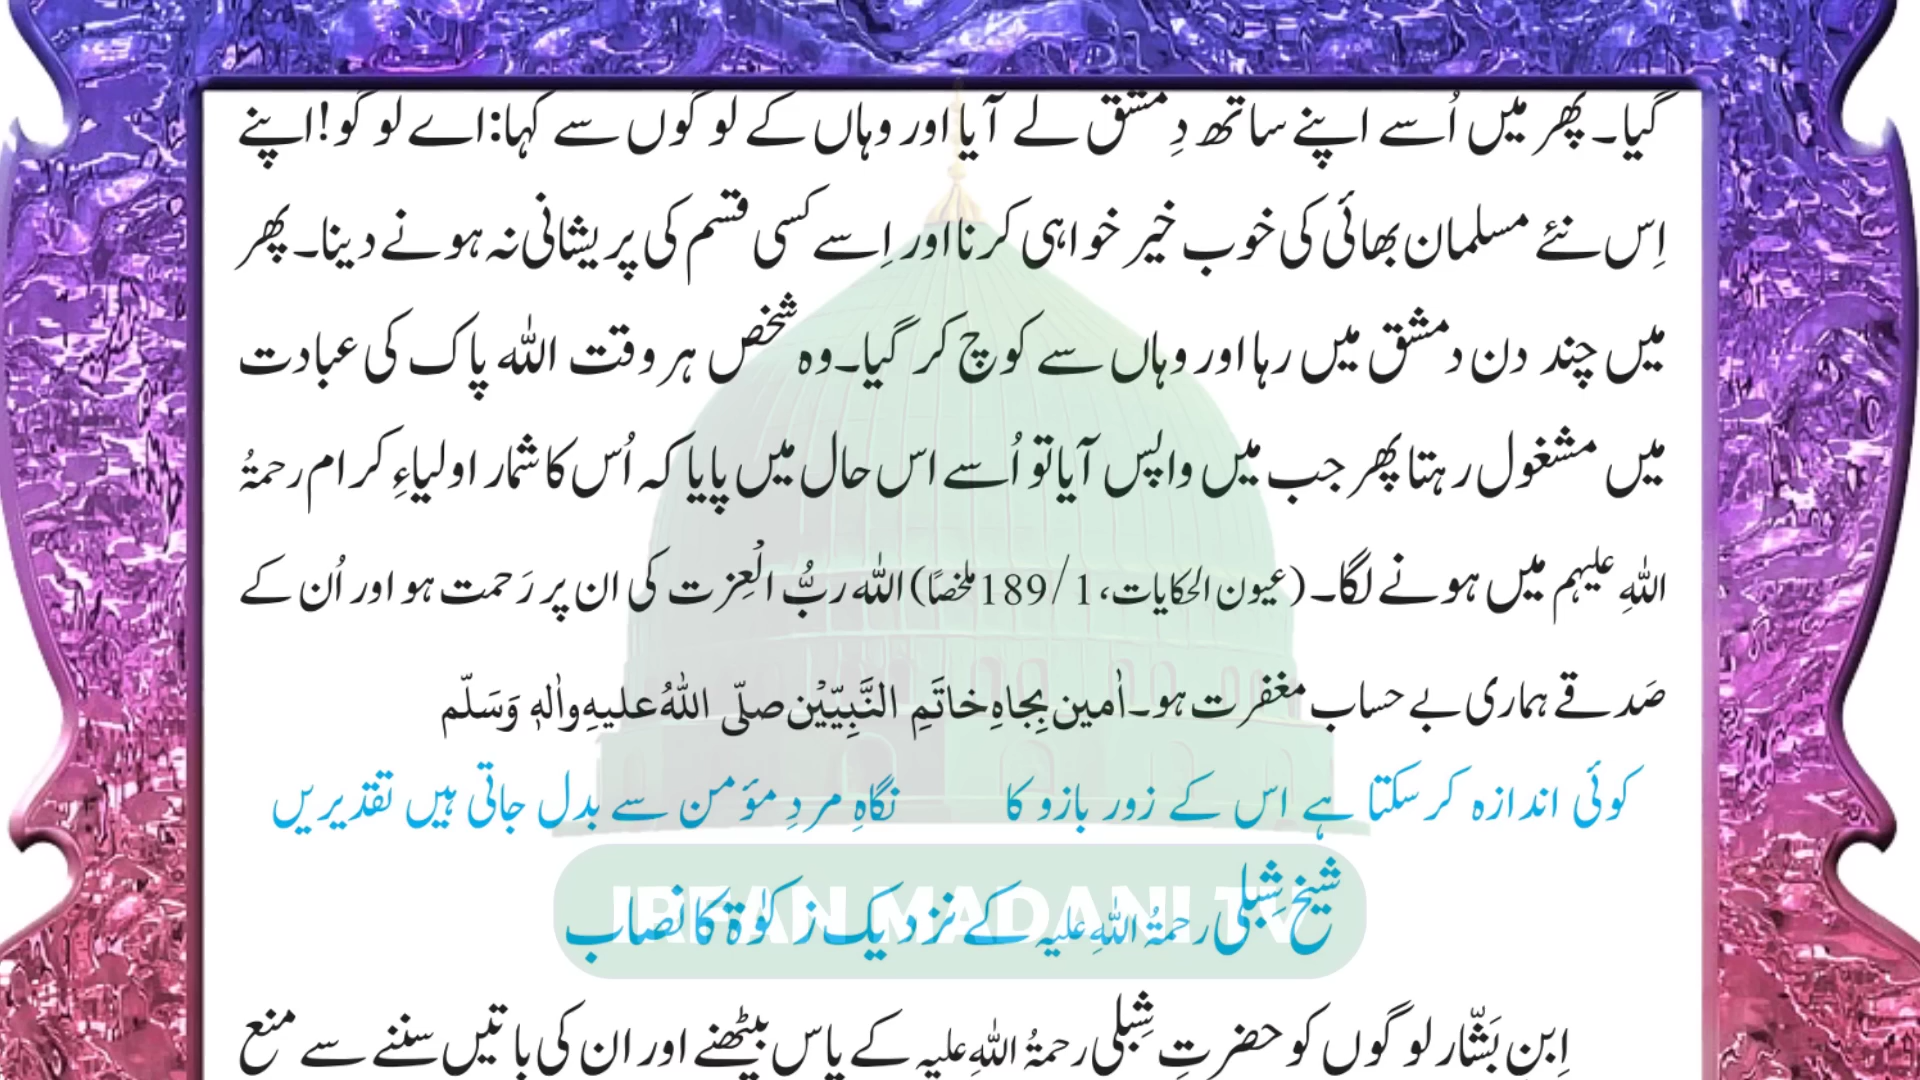 گیا۔ پھر میں اُسے اپنے ساتھ دِمشق لے آیا اور وہاں کے لوگوں سے کہا: اے لوگو! اپنے
اِس نئے مسلمان بھائی کی خوب خیر خواہی کرنا اور اِسے کسی قسم کی پریشانی نہ ہونے دینا۔ پھر
میں چند دن دمشق میں رہا اور وہاں سے کوچ کر گیا۔ وہ شخص ہر وقت اللہ پاک کی عبادت
میں مشغول رہتا پھر جب میں واپس آیا تو اُسے اس حال میں پایا کہ اُس کا شمار اولیاءِ کرام رحمۃُ
اللہِ علیہم میں ہونے لگا۔ (عیون الحکایات، 1/189 ملخصًا) اللہ ربُّ الْعِزت کی ان پر رَحمت ہو اور اُن کے
صَدقے ہماری بے حساب مغفرت ہو۔ اٰمین بِجاہِ خاتَمِ النَّبِیّیْن صلّی اللہُ علیہِ واٰلہٖ وَسَلّم
کوئی اندازہ کر سکتا ہے اس کے زور بازو کا نگاہِ مردِ مؤمن سے بدل جاتی ہیں تقدیریں
شیخ شِبلی رحمۃُ اللہِ علیہ کے نزدیک زکوٰۃ کا نصاب
IRFAN MADANI TV
اِبنِ بَشّار لوگوں کو حضرتِ شِبلی رحمۃُ اللہِ علیہ کے پاس بیٹھنے اور ان کی باتیں سننے سے منع